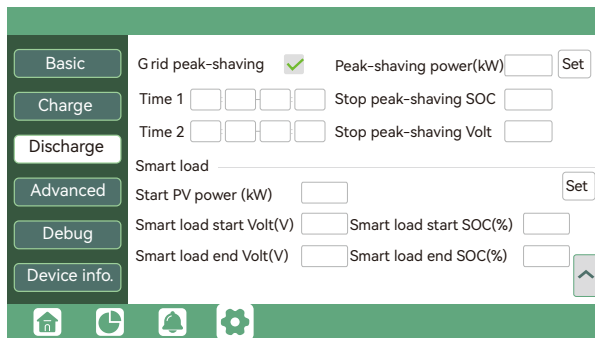 Basic
Charge
Discharge
Advanced
Debug
Device info.
Grid peak-shaving Peak-shaving power(kW) Set
Time 1 : - : Stop peak-shaving SOC
Time 2 : - : Stop peak-shaving Volt
Smart load
Start PV power (kW) Set
Smart load start Volt(V) Smart load start SOC(%)
Smart load end Volt(V) Smart load end SOC(%)